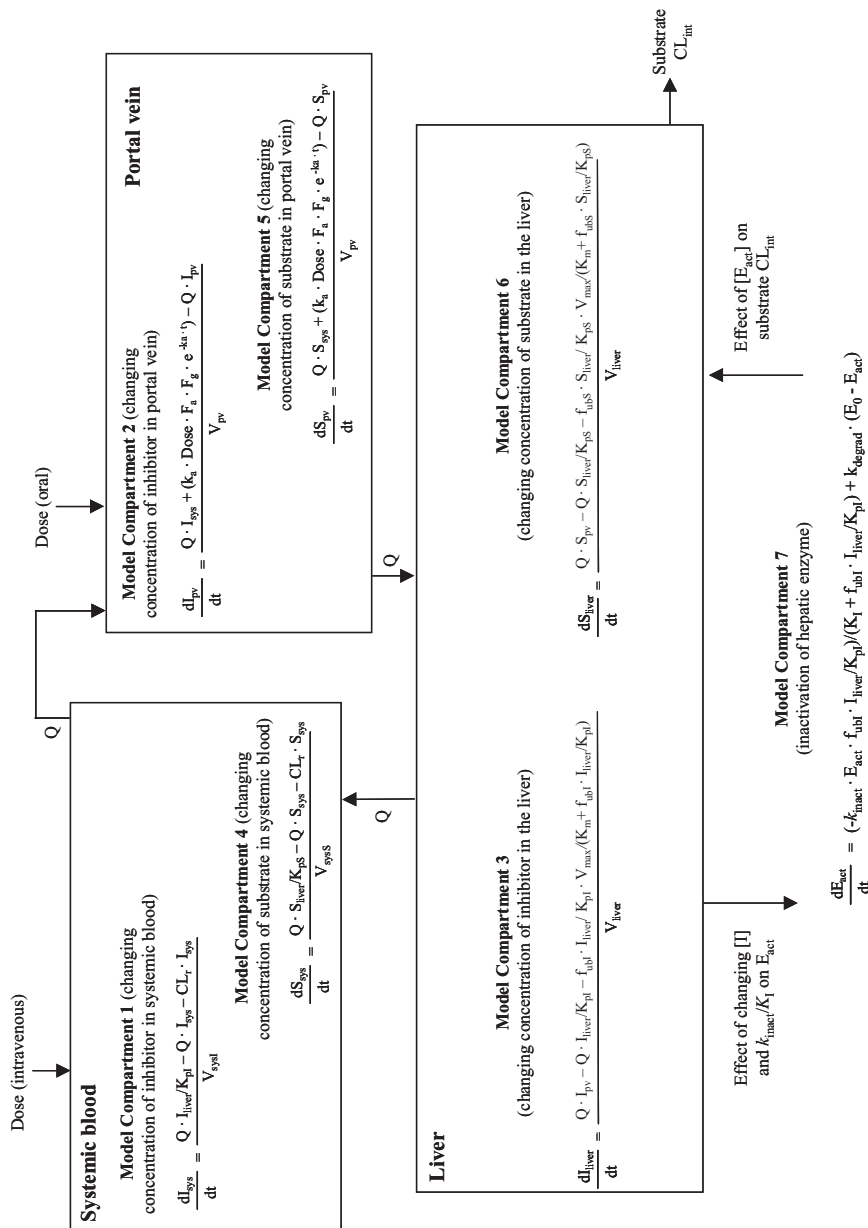 Dose (intravenous)
Systemic blood
Model Compartment 1 (changing
concentration of inhibitor in systemic blood)
dI_sys/dt = (Q · I_liver/K_pI – Q · I_sys – CL_r · I_sys)/V_sysI
Model Compartment 4 (changing
concentration of substrate in systemic blood)
dS_sys/dt = (Q · S_liver/K_pS – Q · S_sys – CL_r · S_sys)/V_sysS
Q
Dose (oral)
Portal vein
Model Compartment 2 (changing
concentration of inhibitor in portal vein)
dI_pv/dt = (Q · I_sys + (k_a · Dose · F_a · F_g · e^-ka·t) – Q · I_pv)/V_pv
Model Compartment 5 (changing
concentration of substrate in portal vein)
dS_pv/dt = (Q · S_sys + (k_a · Dose · F_a · F_g · e^-ka·t) – Q · S_pv)/V_pv
Q
Q
Liver
Model Compartment 3
(changing concentration of inhibitor in the liver)
dI_liver/dt = (Q · I_pv – Q · I_liver/K_pI – f_ubI · I_liver/ K_pI · V_max/(K_m+ f_ubI · I_liver/K_pI))/V_liver
Model Compartment 6
(changing concentration of substrate in the liver)
dS_liver/dt = (Q · S_pv – Q · S_liver/K_pS – f_ubS · S_liver/ K_pS · V_max/(K_m+ f_ubS · S_liver/K_pS))/V_liver
Substrate
CL_int
Effect of changing [I]
and k_inact/K_I on E_act
Model Compartment 7
(inactivation of hepatic enzyme)
Effect of [E_act] on
substrate CL_int
dE_act/dt = (-k_inact · E_act · f_ubI · I_liver/K_pI)/(K_I + f_ubI · I_liver/K_pI) + k_degrad · (E_0 - E_act)